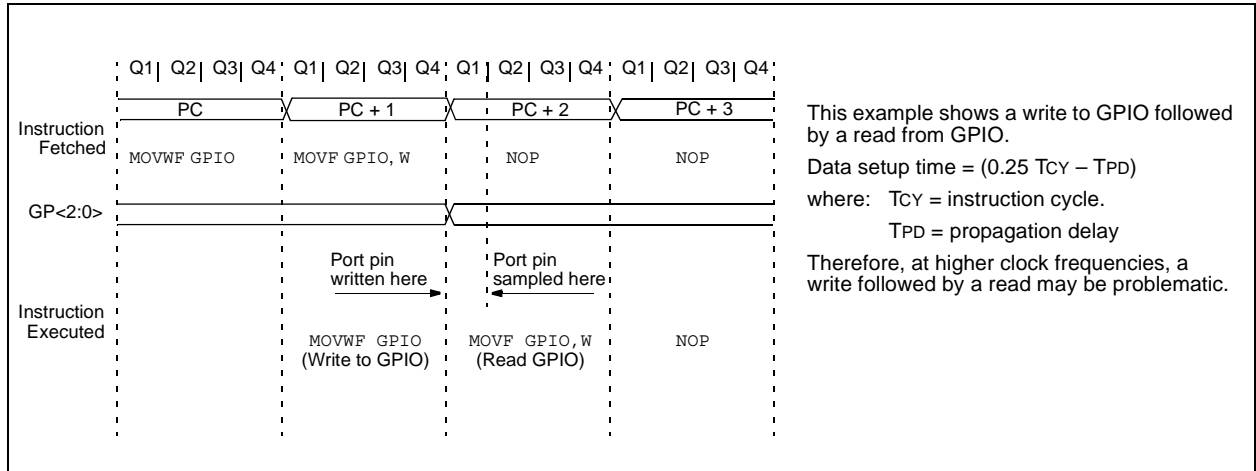 Q1| Q2| Q3| Q4 Q1| Q2| Q3| Q4 Q1| Q2| Q3| Q4 Q1| Q2| Q3| Q4
PC PC + 1 PC + 2 PC + 3
Instruction
Fetched
MOVWF GPIO MOVF GPIO, W NOP NOP
GP<2:0>
Port pin
written here
Port pin
sampled here
Instruction
Executed
MOVWF GPIO
(Write to GPIO)
MOVF GPIO,W
(Read GPIO)
NOP
This example shows a write to GPIO followed
by a read from GPIO.
Data setup time = (0.25 TCY – TPD)
where: TCY = instruction cycle.
TPD = propagation delay
Therefore, at higher clock frequencies, a
write followed by a read may be problematic.